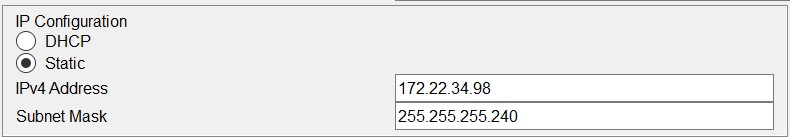 IP Configuration
DHCP
Static
IPv4 Address 172.22.34.98
Subnet Mask 255.255.255.240